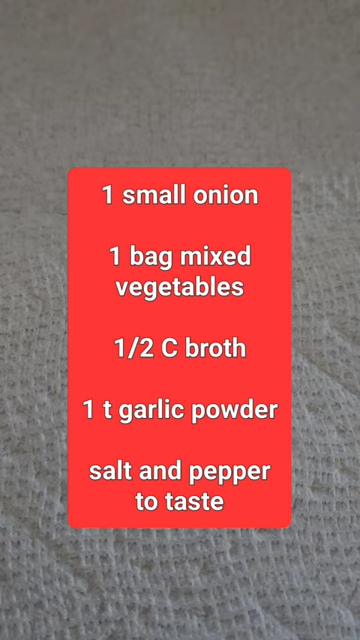 1 small onion
1 bag mixed
vegetables
1/2 C broth
1 t garlic powder
salt and pepper
to taste